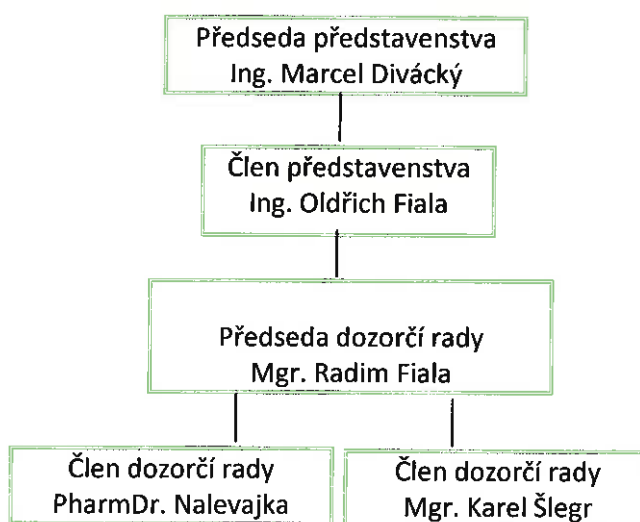 Předseda představenstva
Ing. Marcel Divácký
Člen představenstva
Ing. Oldřich Fiala
Předseda dozorčí rady
Mgr. Radim Fiala
Člen dozorčí rady
PharmDr. Nalevajka
Člen dozorčí rady
Mgr. Karel Šlegr